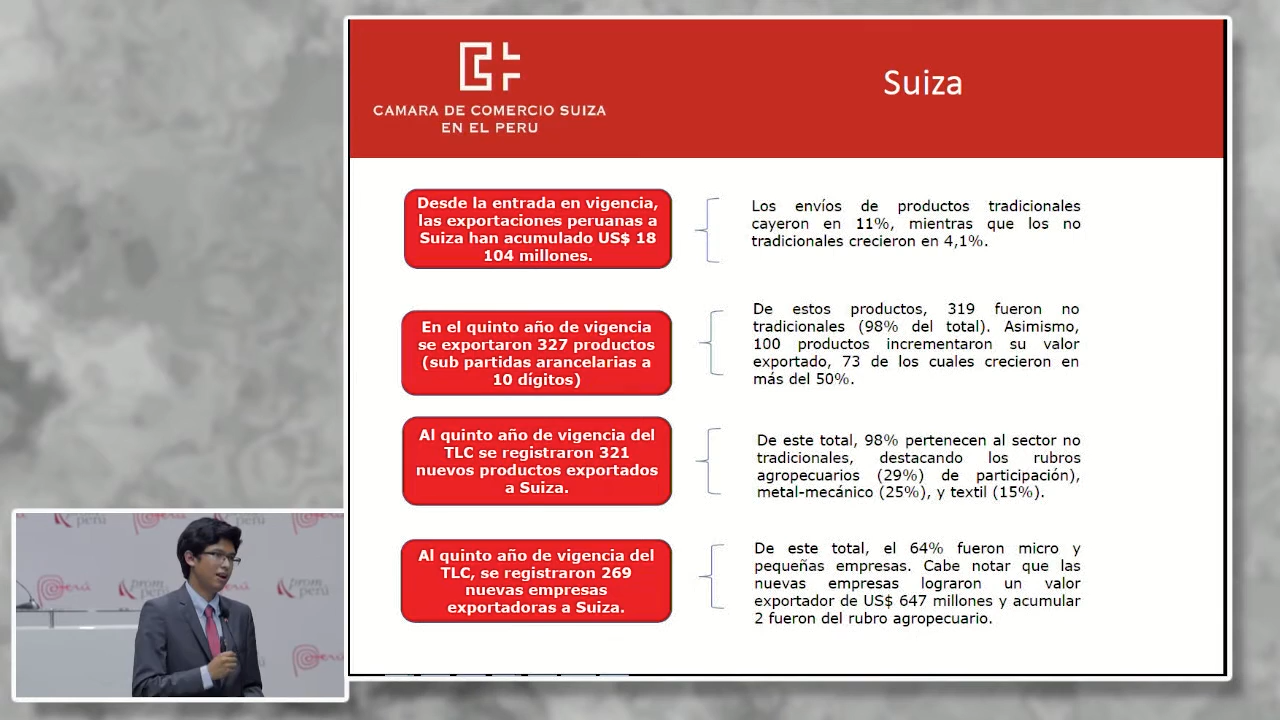 CAMARA DE COMERCIO SUIZA
EN EL PERU
Suiza
Desde la entrada en vigencia,
las exportaciones peruanas a
Suiza han acumulado US$ 18
104 millones.
Los envíos de productos tradicionales
cayeron en 11%, mientras que los no
tradicionales crecieron en 4,1%.
En el quinto año de vigencia
se exportaron 327 productos
(sub partidas arancelarias a
10 dígitos)
De estos productos, 319 fueron no
tradicionales (98% del total). Asimismo,
100 productos incrementaron su valor
exportado, 73 de los cuales crecieron en
más del 50%.
Al quinto año de vigencia del
TLC se registraron 321
nuevos productos exportados
a Suiza.
De este total, 98% pertenecen al sector no
tradicionales, destacando los rubros
agropecuarios (29%) de participación),
metal-mecánico (25%), y textil (15%).
Al quinto año de vigencia del
TLC, se registraron 269
nuevas empresas
exportadoras a Suiza.
De este total, el 64% fueron micro y
pequeñas empresas. Cabe notar que las
nuevas empresas lograron un valor
exportador de US$ 647 millones y acumular
2 fueron del rubro agropecuario.
perú
Perú
perú
Perú